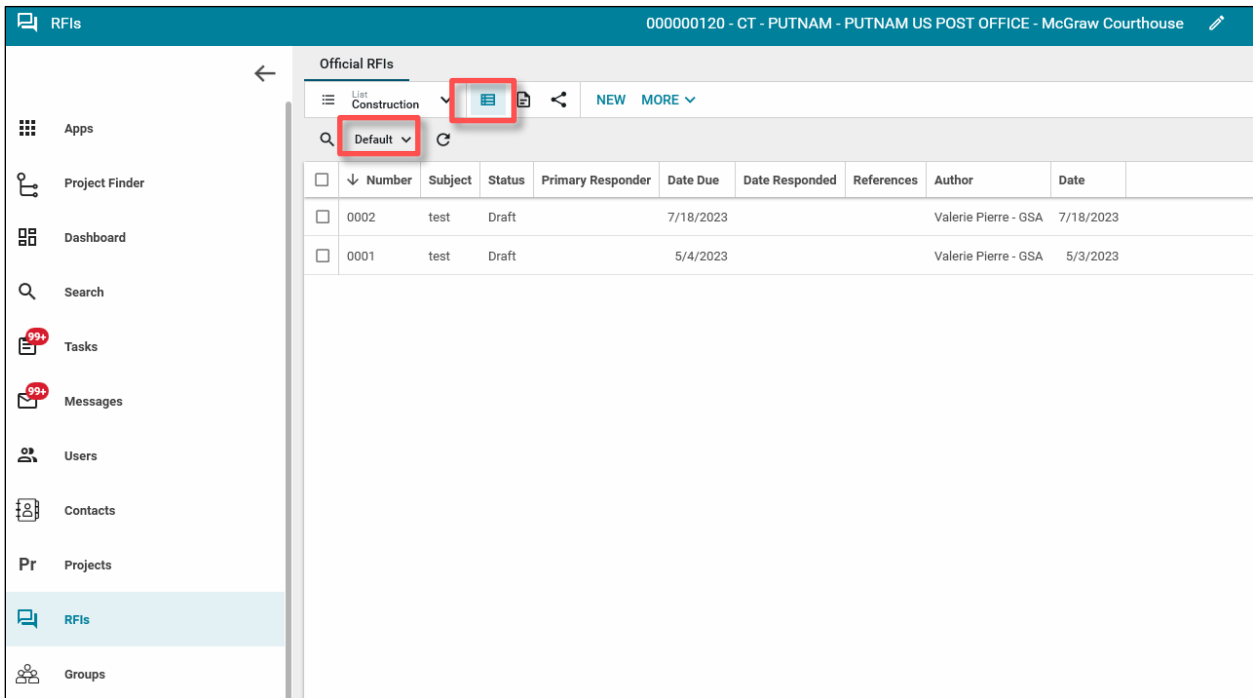 RFIs
000000120 - CT - PUTNAM - PUTNAM US POST OFFICE - McGraw Courthouse
Official RFIs
List
Construction
NEW MORE
Default
Number Subject Status Primary Responder Date Due Date Responded References Author Date
0002 test Draft 7/18/2023 Valerie Pierre - GSA 7/18/2023
0001 test Draft 5/4/2023 Valerie Pierre - GSA 5/3/2023
Apps
Project Finder
Dashboard
Search
99+
Tasks
99+
Messages
Users
Contacts
Pr Projects
RFIs
Groups